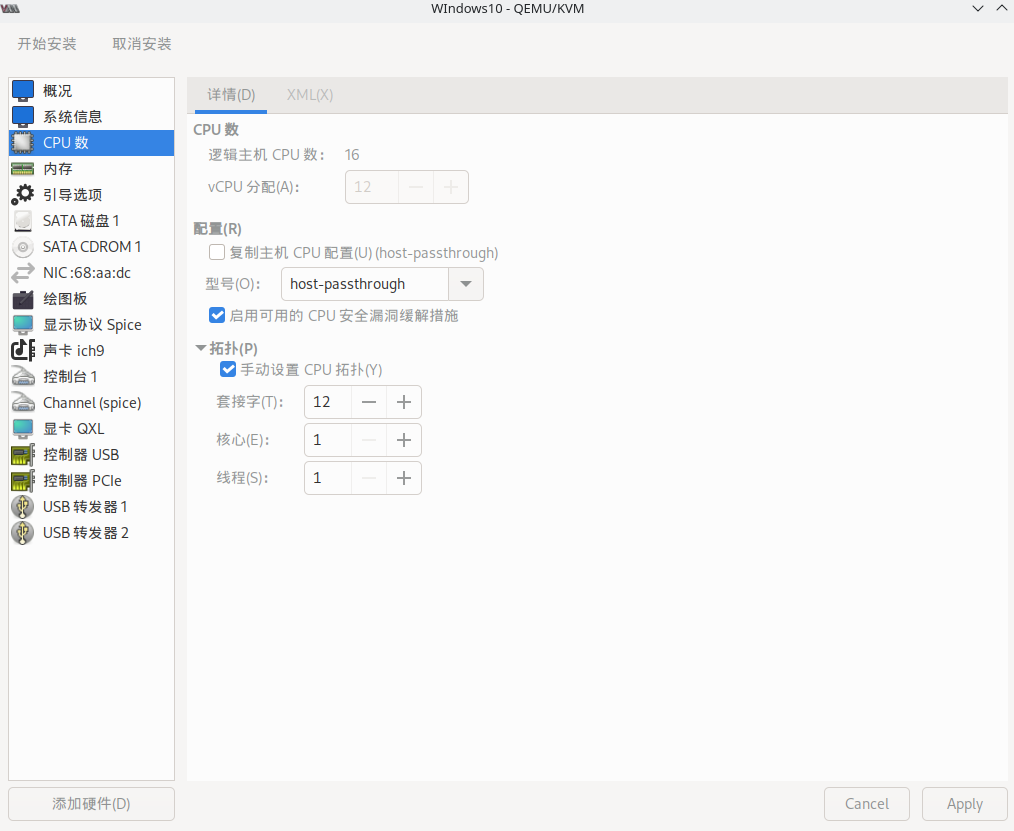 WIndows10 - QEMU/KVM
开始安装 取消安装
概况
系统信息
CPU 数
内存
引导选项
SATA 磁盘 1
SATA CDROM 1
NIC :68:aa:dc
绘图板
显示协议 Spice
声卡 ich9
控制台 1
Channel (spice)
显卡 QXL
控制器 USB
控制器 PCIe
USB 转发器 1
USB 转发器 2
添加硬件(D)
详情(D) XML(X)
CPU 数
逻辑主机 CPU 数： 16
vCPU 分配(A)： 12
配置(R)
复制主机 CPU 配置(U) (host-passthrough)
型号(O)： host-passthrough
启用可用的 CPU 安全漏洞缓解措施
拓扑(P)
手动设置 CPU 拓扑(Y)
套接字(T)： 12
核心(E)： 1
线程(S)： 1
Cancel Apply